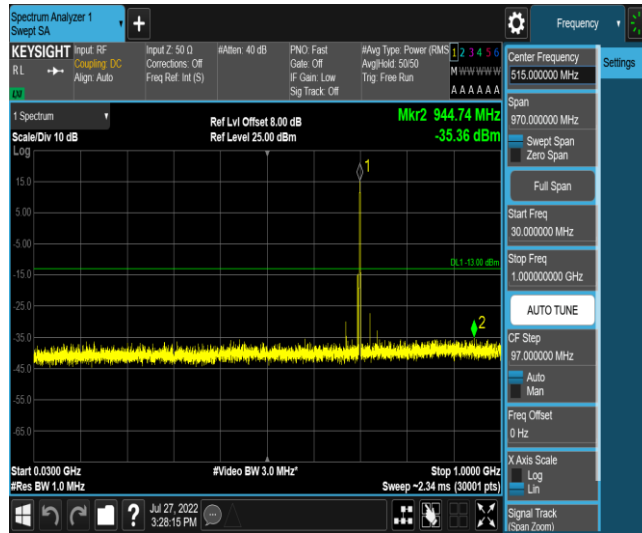 Spectrum Analyzer 1
Swept SA
Frequency
KEYSIGHT Input: RF Input Z: 50 Ω #Atten: 40 dB PNO: Fast #Avg Type: Power (RMS 1 2 3 4 5 6
R L Coupling: DC Corrections: Off Gate: Off Avg|Hold: 50/50 M W W W W W
Align: Auto Freq Ref: Int (S) IF Gain: Low Trig: Free Run
LXI Sig Track: Off A A A A A A
1 Spectrum Ref Lvl Offset 8.00 dB Mkr2 944.74 MHz
Scale/Div 10 dB Ref Level 25.00 dBm -35.36 dBm
Log
1
15.0
5.00
-5.00
DL1 -13.00 dBm
-15.0
-25.0
2
-35.0
-45.0
-55.0
-65.0
Start 0.0300 GHz #Video BW 3.0 MHz* Stop 1.0000 GHz
#Res BW 1.0 MHz Sweep ~2.34 ms (30001 pts)
Jul 27, 2022
3:28:15 PM
?
Center Frequency
515.000000 MHz
Settings
Span
970.000000 MHz
Swept Span
Zero Span
Full Span
Start Freq
30.000000 MHz
Stop Freq
1.000000000 GHz
AUTO TUNE
CF Step
97.000000 MHz
Auto
Man
Freq Offset
0 Hz
X Axis Scale
Log
Lin
Signal Track
(Span Zoom)